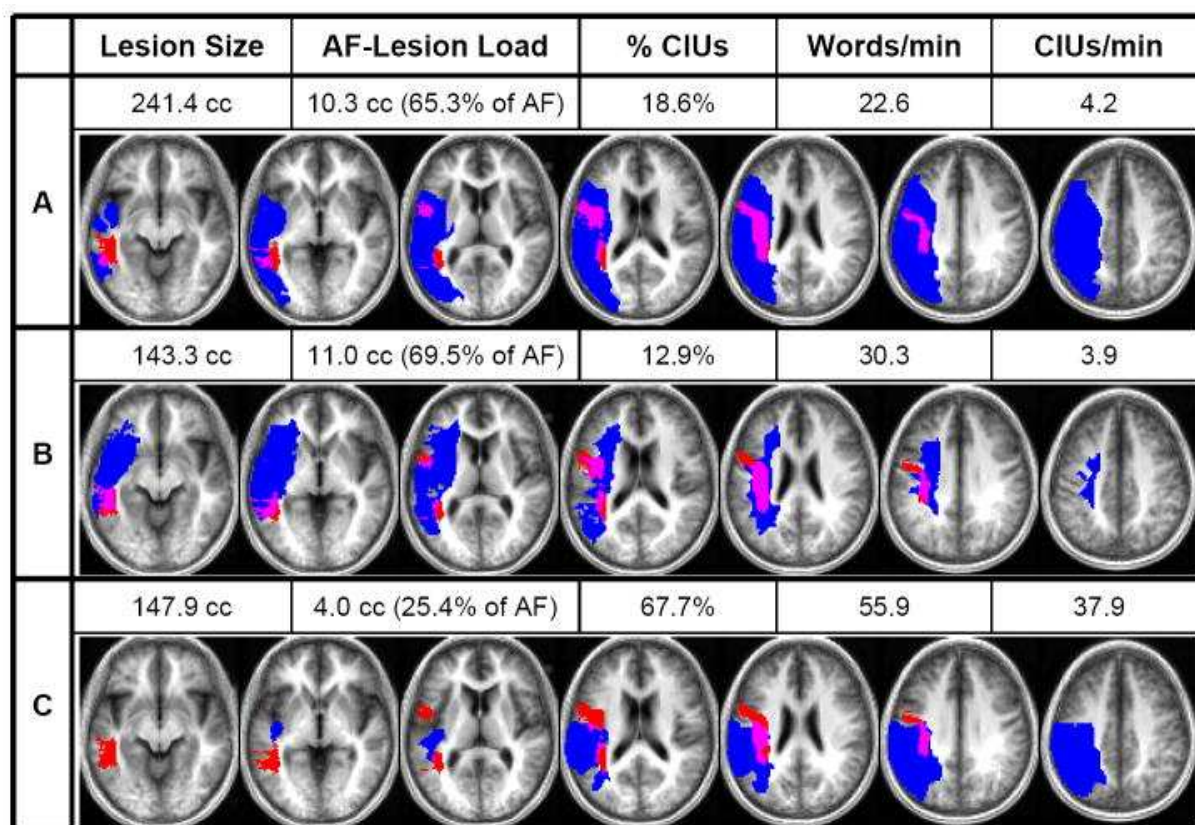 Lesion Size AF-Lesion Load % CIUs Words/min CIUs/min
241.4 cc 10.3 cc (65.3% of AF) 18.6% 22.6 4.2
A
143.3 cc 11.0 cc (69.5% of AF) 12.9% 30.3 3.9
B
147.9 cc 4.0 cc (25.4% of AF) 67.7% 55.9 37.9
C